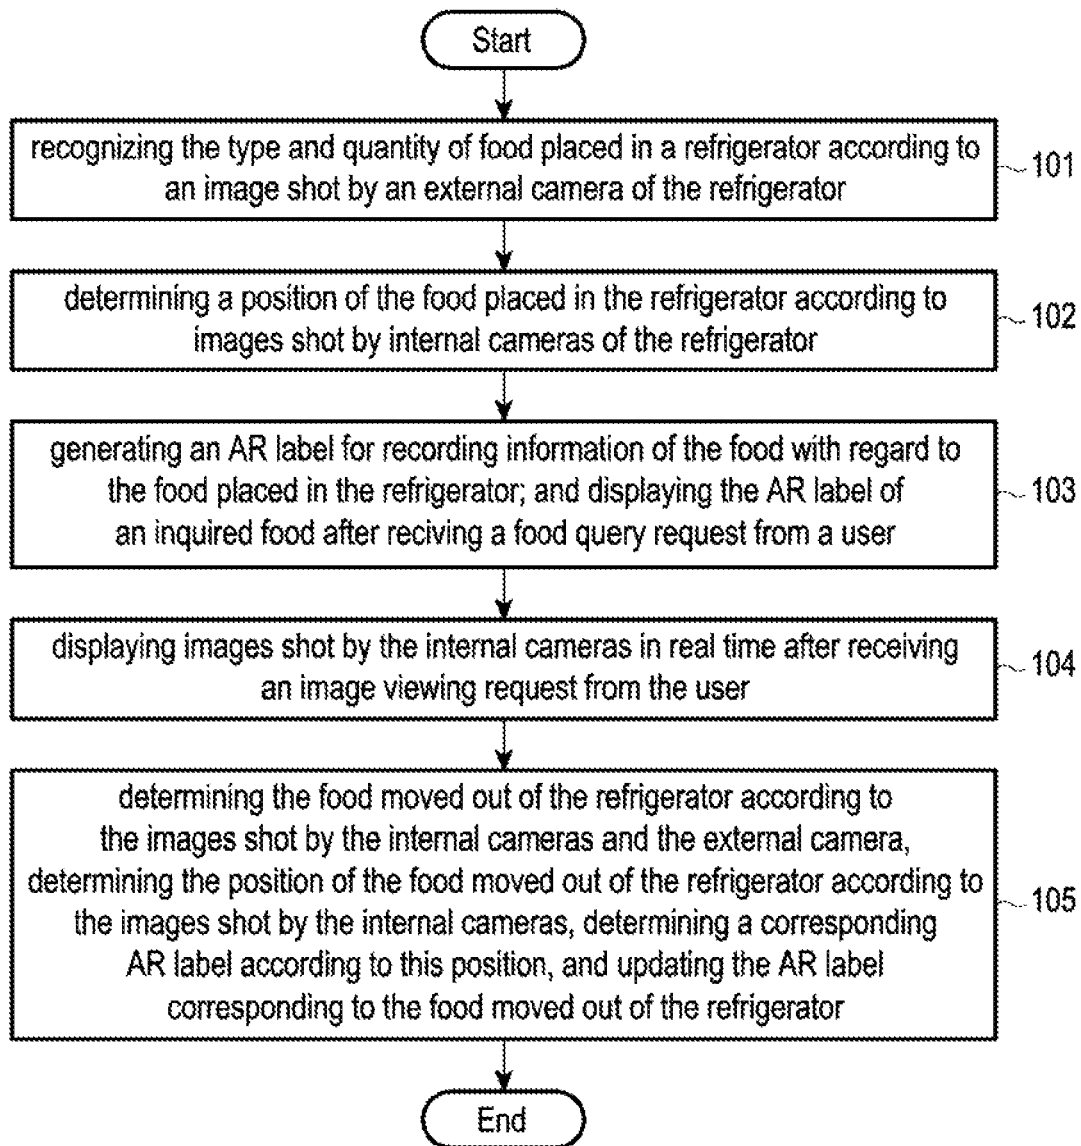 Start
recognizing the type and quantity of food placed in a refrigerator according to
an image shot by an external camera of the refrigerator
101
determining a position of the food placed in the refrigerator according to
images shot by internal cameras of the refrigerator
102
generating an AR label for recording information of the food with regard to
the food placed in the refrigerator; and displaying the AR label of
an inquired food after reciving a food query request from a user
103
displaying images shot by the internal cameras in real time after receiving
an image viewing request from the user
104
determining the food moved out of the refrigerator according to
the images shot by the internal cameras and the external camera,
determining the position of the food moved out of the refrigerator according to
the images shot by the internal cameras, determining a corresponding
AR label according to this position, and updating the AR label
corresponding to the food moved out of the refrigerator
105
End